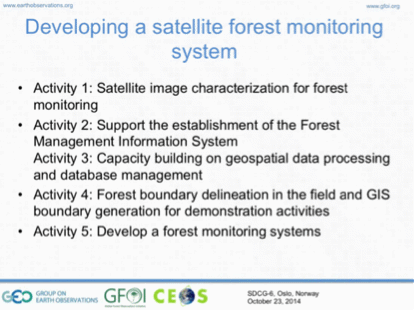 www.earthobservations.org
www.gfoi.org
Developing a satellite forest monitoring
system
• Activity 1: Satellite image characterization for forest
monitoring
• Activity 2: Support the establishment of the Forest
Management Information System
Activity 3: Capacity building on geospatial data processing
and database management
• Activity 4: Forest boundary delineation in the field and GIS
boundary generation for demonstration activities
• Activity 5: Develop a forest monitoring systems
GEO GROUP ON
EARTH OBSERVATIONS
GFOI
CEOS
SDCG-6, Oslo, Norway
October 23, 2014